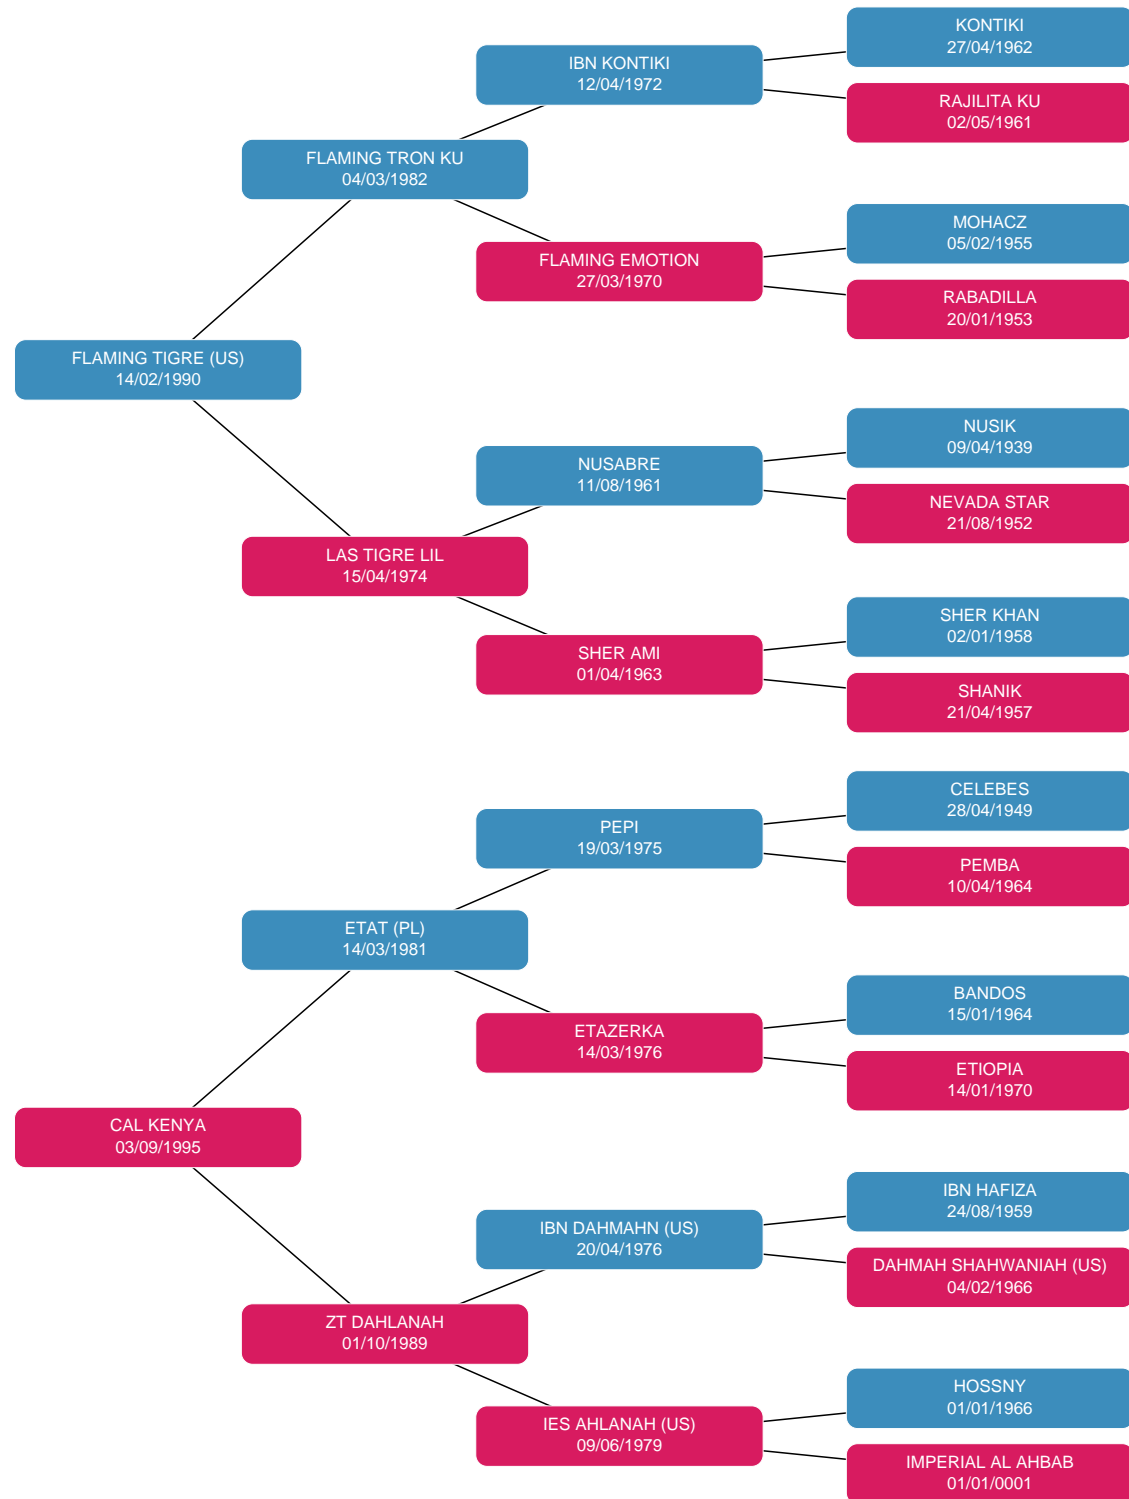 KONTIKI
27/04/1962
IBN KONTIKI
12/04/1972
RAJILITA KU
02/05/1961
FLAMING TRON KU
04/03/1982
MOHACZ
05/02/1955
FLAMING EMOTION
27/03/1970
RABADILLA
20/01/1953
FLAMING TIGRE (US)
14/02/1990
NUSIK
09/04/1939
NUSABRE
11/08/1961
NEVADA STAR
21/08/1952
LAS TIGRE LIL
15/04/1974
SHER KHAN
02/01/1958
SHER AMI
01/04/1963
SHANIK
21/04/1957
CELEBES
28/04/1949
PEPI
19/03/1975
PEMBA
10/04/1964
ETAT (PL)
14/03/1981
BANDOS
15/01/1964
ETAZERKA
14/03/1976
ETIOPIA
14/01/1970
CAL KENYA
03/09/1995
IBN HAFIZA
24/08/1959
IBN DAHMAHN (US)
20/04/1976
DAHMAH SHAHWANIAH (US)
04/02/1966
ZT DAHLANAH
01/10/1989
HOSSNY
01/01/1966
IES AHLANAH (US)
09/06/1979
IMPERIAL AL AHBAB
01/01/0001